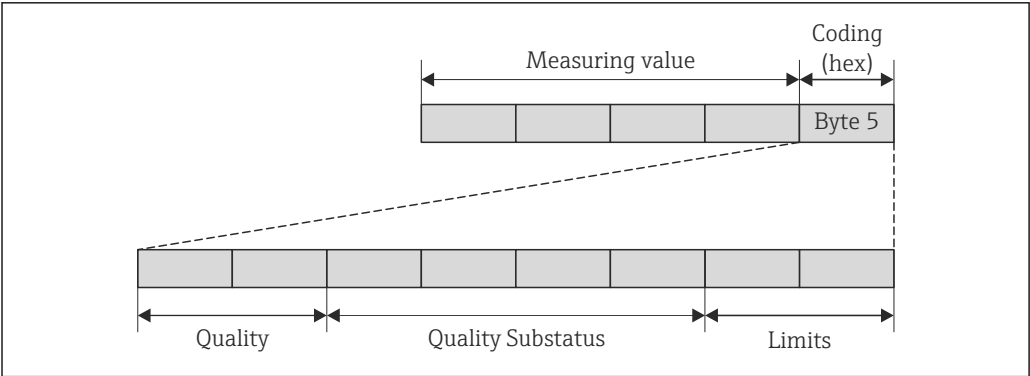 Coding
(hex)
Measuring value
Byte 5
Quality
Quality Substatus
Limits